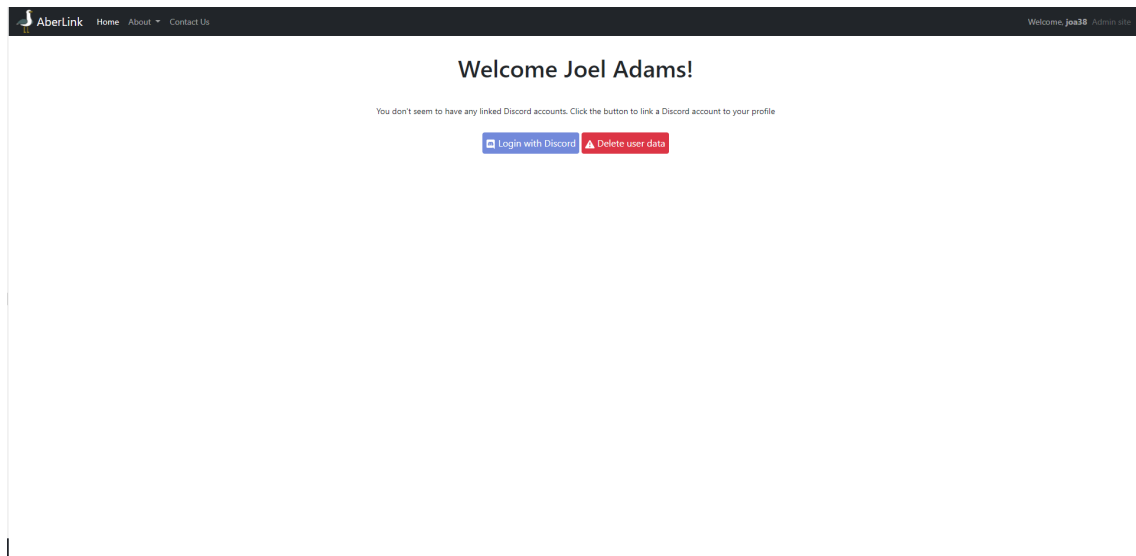 AberLink Home About Contact Us Welcome, joa38 Admin site
Welcome Joel Adams!
You don't seem to have any linked Discord accounts. Click the button to link a Discord account to your profile
Login with Discord Delete user data